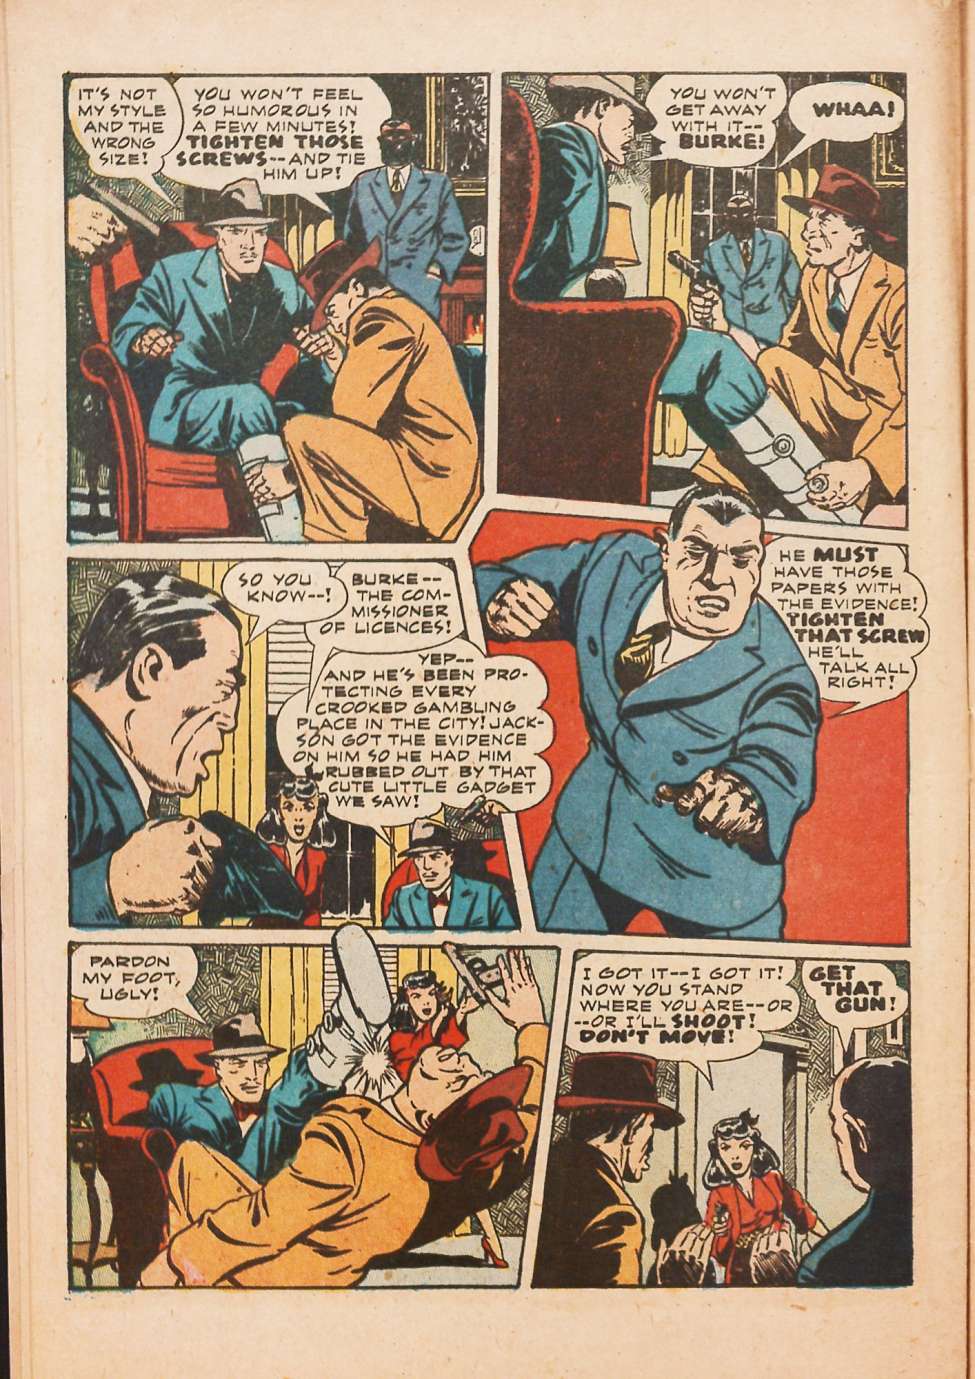 IT'S NOT
MY STYLE
AND THE
WRONG
SIZE!
YOU WON'T FEEL
SO HUMOROUS IN
A FEW MINUTES!
TIGHTEN THOSE
SCREWS--AND TIE
HIM UP!
YOU WON'T
GET AWAY
WITH IT--
BURKE!
WHAA!
SO YOU
KNOW--!
BURKE--
THE COM-
MISSIONER
OF LICENCES!
YEP--
AND HE'S BEEN PRO-
TECTING EVERY
CROOKED GAMBLING
PLACE IN THE CITY! JACK-
SON GOT THE EVIDENCE
ON HIM SO HE HAD HIM
RUBBED OUT BY THAT
CUTE LITTLE GADGET
WE SAW!
HE MUST
HAVE THOSE
PAPERS WITH
THE EVIDENCE!
TIGHTEN
THAT SCREW
HE'LL
TALK ALL
RIGHT!
PARDON
MY FOOT,
UGLY!
I GOT IT--I GOT IT!
NOW YOU STAND
WHERE YOU ARE--OR
--OR I'LL SHOOT!
DON'T MOVE!
GET
THAT
GUN!